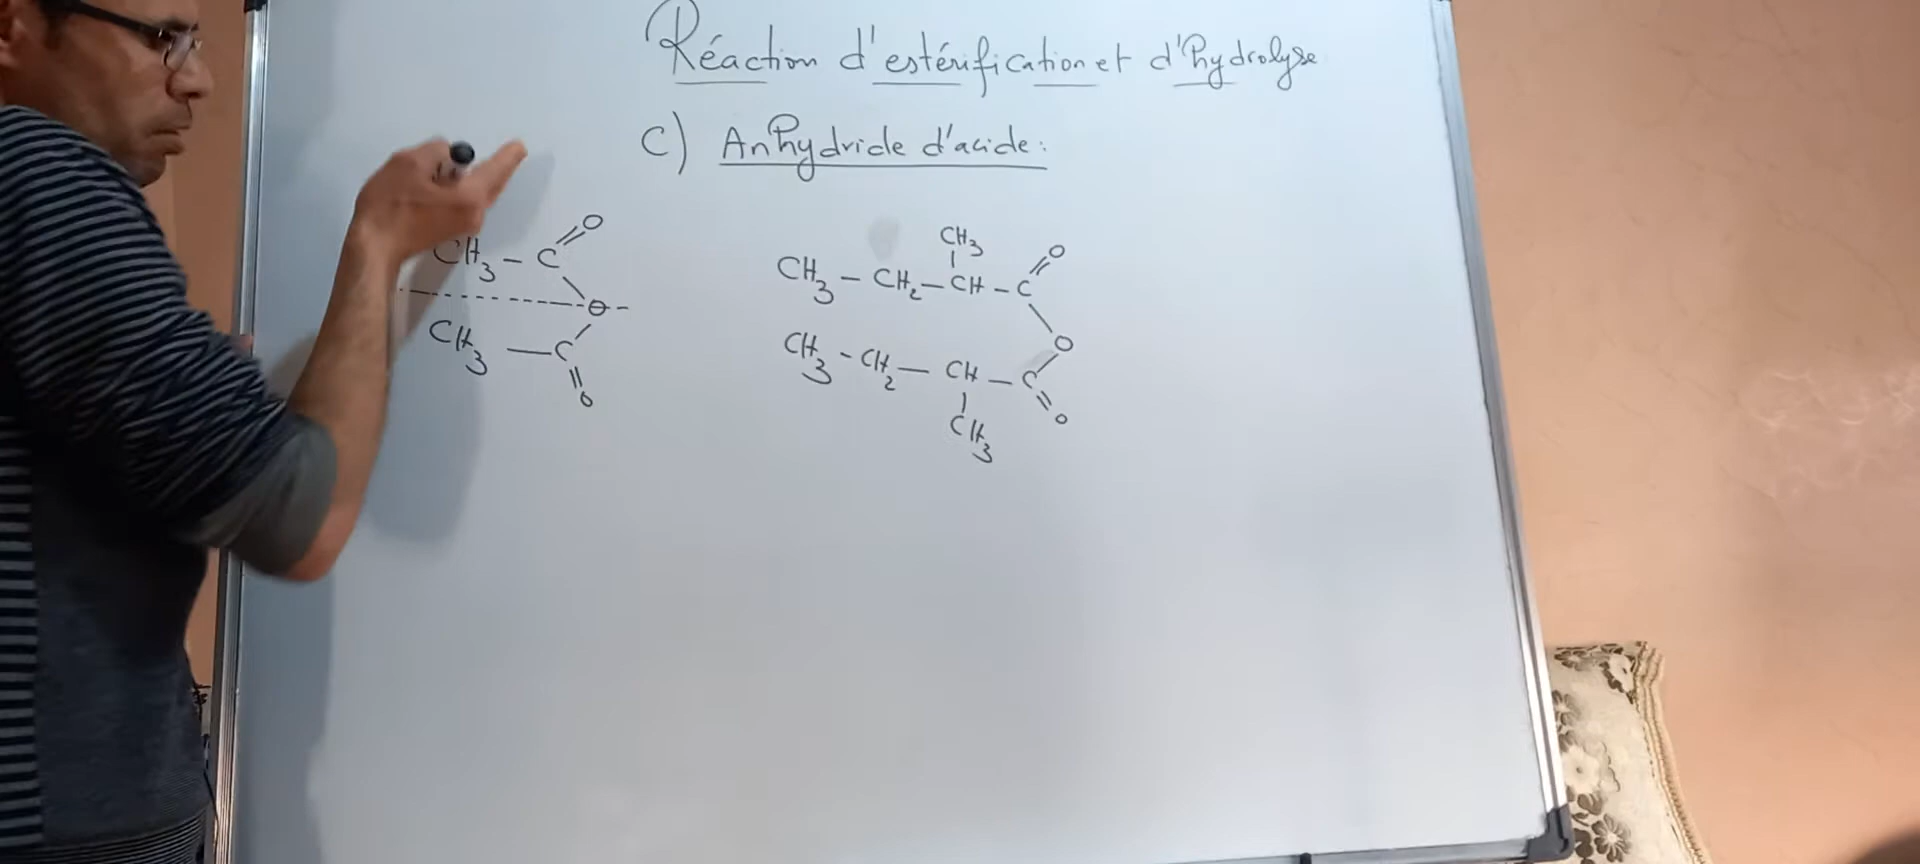 Réaction d'estérification et d'hydrolyse
C) Anhydride d'acide:
CH3 - C = O
O
CH3 - C = O
CH3
CH3 - CH2 - CH - C = O
O
CH3 - CH2 - CH - C = O
CH3